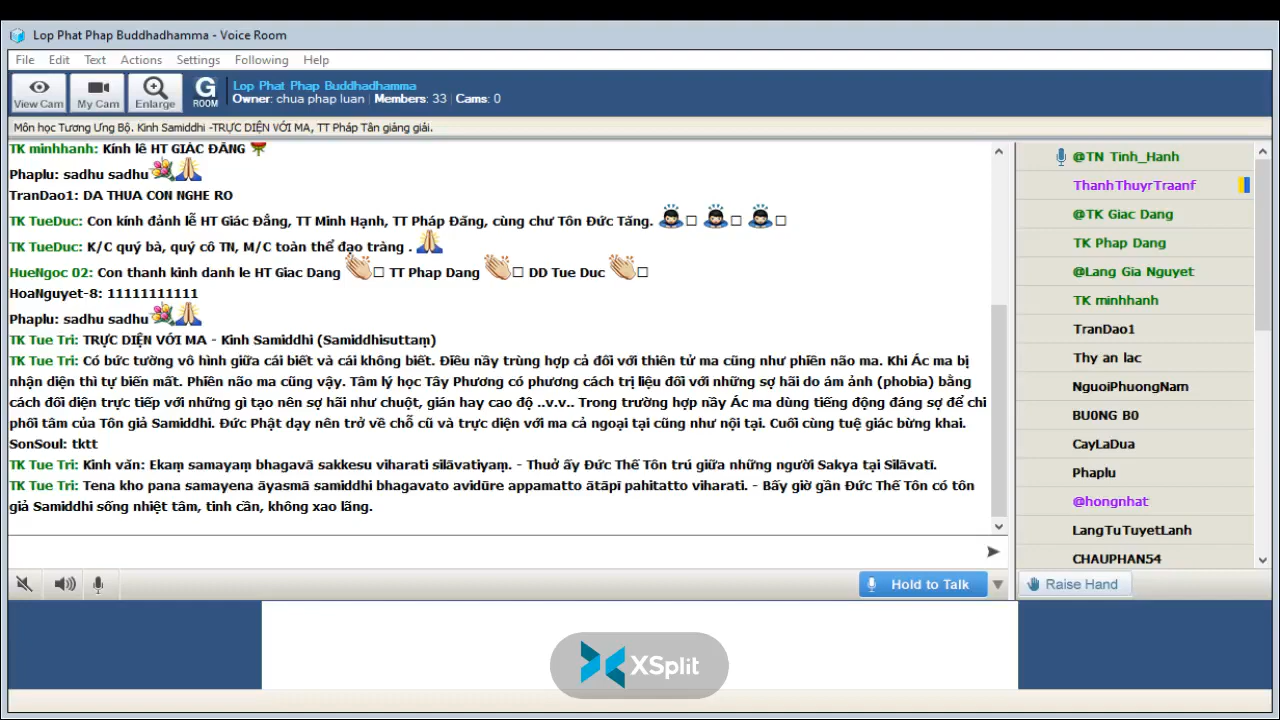 Lop Phat Phap Buddhadhamma - Voice Room
File Edit Text Actions Settings Following Help
View Cam My Cam Enlarge G ROOM
Lop Phat Phap Buddhadhamma
Owner: chua phap luan | Members: 33 | Cams: 0
Môn học Tương Ưng Bộ. Kinh Samiddhi -TRỰC DIỆN VỚI MA, TT Pháp Tân giảng giải.
TK minhhanh: Kính lễ HT GIÁC ĐẲNG
Phaplu: sadhu sadhu
TranDao1: DA THUA CON NGHE RO
TK TueDuc: Con kính đảnh lễ HT Giác Đẳng, TT Minh Hạnh, TT Pháp Đăng, cùng chư Tôn Đức Tăng.
TK TueDuc: K/C quý bà, quý cô TN, M/C toàn thể đạo tràng .
HueNgoc 02: Con thanh kinh danh le HT Giac Dang TT Phap Dang DD Tue Duc
HoaNguyet-8: 11111111111
Phaplu: sadhu sadhu
TK Tue Tri: TRỰC DIỆN VỚI MA - Kinh Samiddhi (Samiddhisuttaṃ)
TK Tue Tri: Có bức tường vô hình giữa cái biết và cái không biết. Điều nầy trùng hợp cả đối với thiên tử ma cũng như phiền não ma. Khi Ác ma bị
nhận diện thì tự biến mất. Phiền não ma cũng vậy. Tâm lý học Tây Phương có phương cách trị liệu đối với những sợ hãi do ám ảnh (phobia) bằng
cách đối diện trực tiếp với những gì tạo nên sợ hãi như chuột, gián hay cao độ ..v.v.. Trong trường hợp nầy Ác ma dùng tiếng động đáng sợ để chi
phối tâm của Tôn giả Samiddhi. Đức Phật dạy nên trở về chỗ cũ và trực diện với ma cả ngoại tại cũng như nội tại. Cuối cùng tuệ giác bừng khai.
SonSoul: tktt
TK Tue Tri: Kinh văn: Ekaṃ samayaṃ bhagavā sakkesu viharati silāvatiyaṃ. - Thuở ấy Đức Thế Tôn trú giữa những người Sakya tại Silāvatī.
TK Tue Tri: Tena kho pana samayena āyasmā samiddhi bhagavato avidūre appamatto ātāpī pahitatto viharati. - Bấy giờ gần Đức Thế Tôn có tôn
giả Samiddhi sống nhiệt tâm, tinh cần, không xao lãng.
@TN Tinh_Hanh
ThanhThuyrTraanf
@TK Giac Dang
TK Phap Dang
@Lang Gia Nguyet
TK minhhanh
TranDao1
Thy an lac
NguoiPhuongNam
BU0NG B0
CayLaDua
Phaplu
@hongnhat
LangTuTuyetLanh
CHAUPHAN54
Hold to Talk
Raise Hand
XSplit